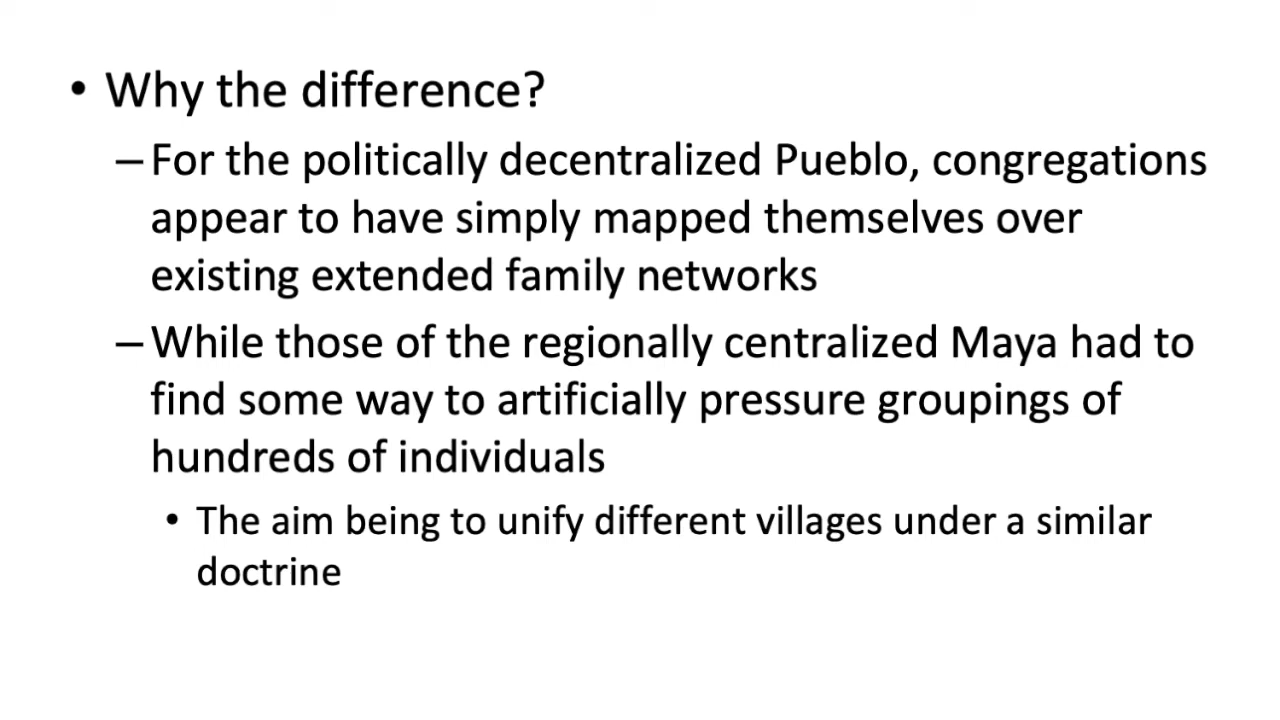 • Why the difference?
– For the politically decentralized Pueblo, congregations
appear to have simply mapped themselves over
existing extended family networks
– While those of the regionally centralized Maya had to
find some way to artificially pressure groupings of
hundreds of individuals
• The aim being to unify different villages under a similar
doctrine